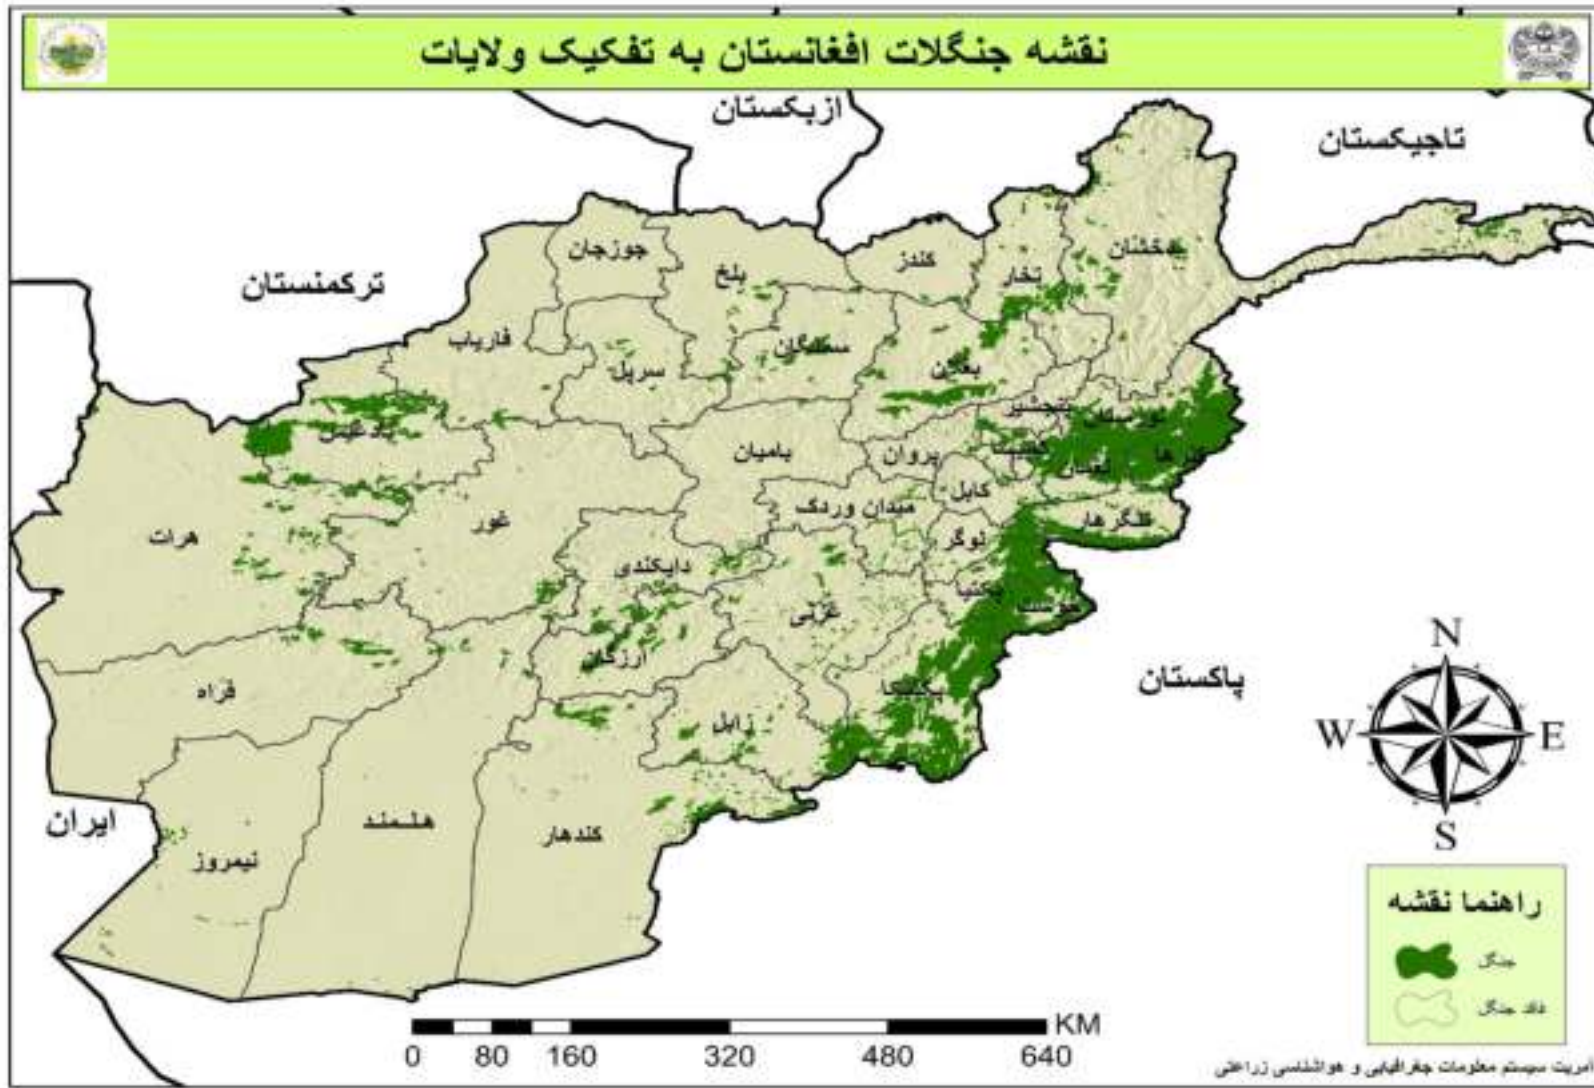 نقشه جنگلات افغانستان به تفکیک ولایات
ازبکستان
تاجیکستان
ترکمنستان
جوزجان
بلخ
کندز
تخار
بدخشان
فاریاب
سرپل
سمنگان
بغلان
پنجشیر
نورستان
بادغیس
بامیان
پروان
کاپیسا
لغمان
کنرها
کابل
میدان وردک
ننگرهار
هرات
غور
لوگر
دایکندی
پکتیا
خوست
غزنی
ارزگان
پکتیکا
پاکستان
فراه
زابل
ایران
نیمروز
هلمند
کندهار
N
W
E
S
راهنما نقشه
جنگل
فاقد جنگل
KM
0 80 160 320 480 640
آمریت سیستم معلومات جغرافیایی و هواشناسی زراعتی